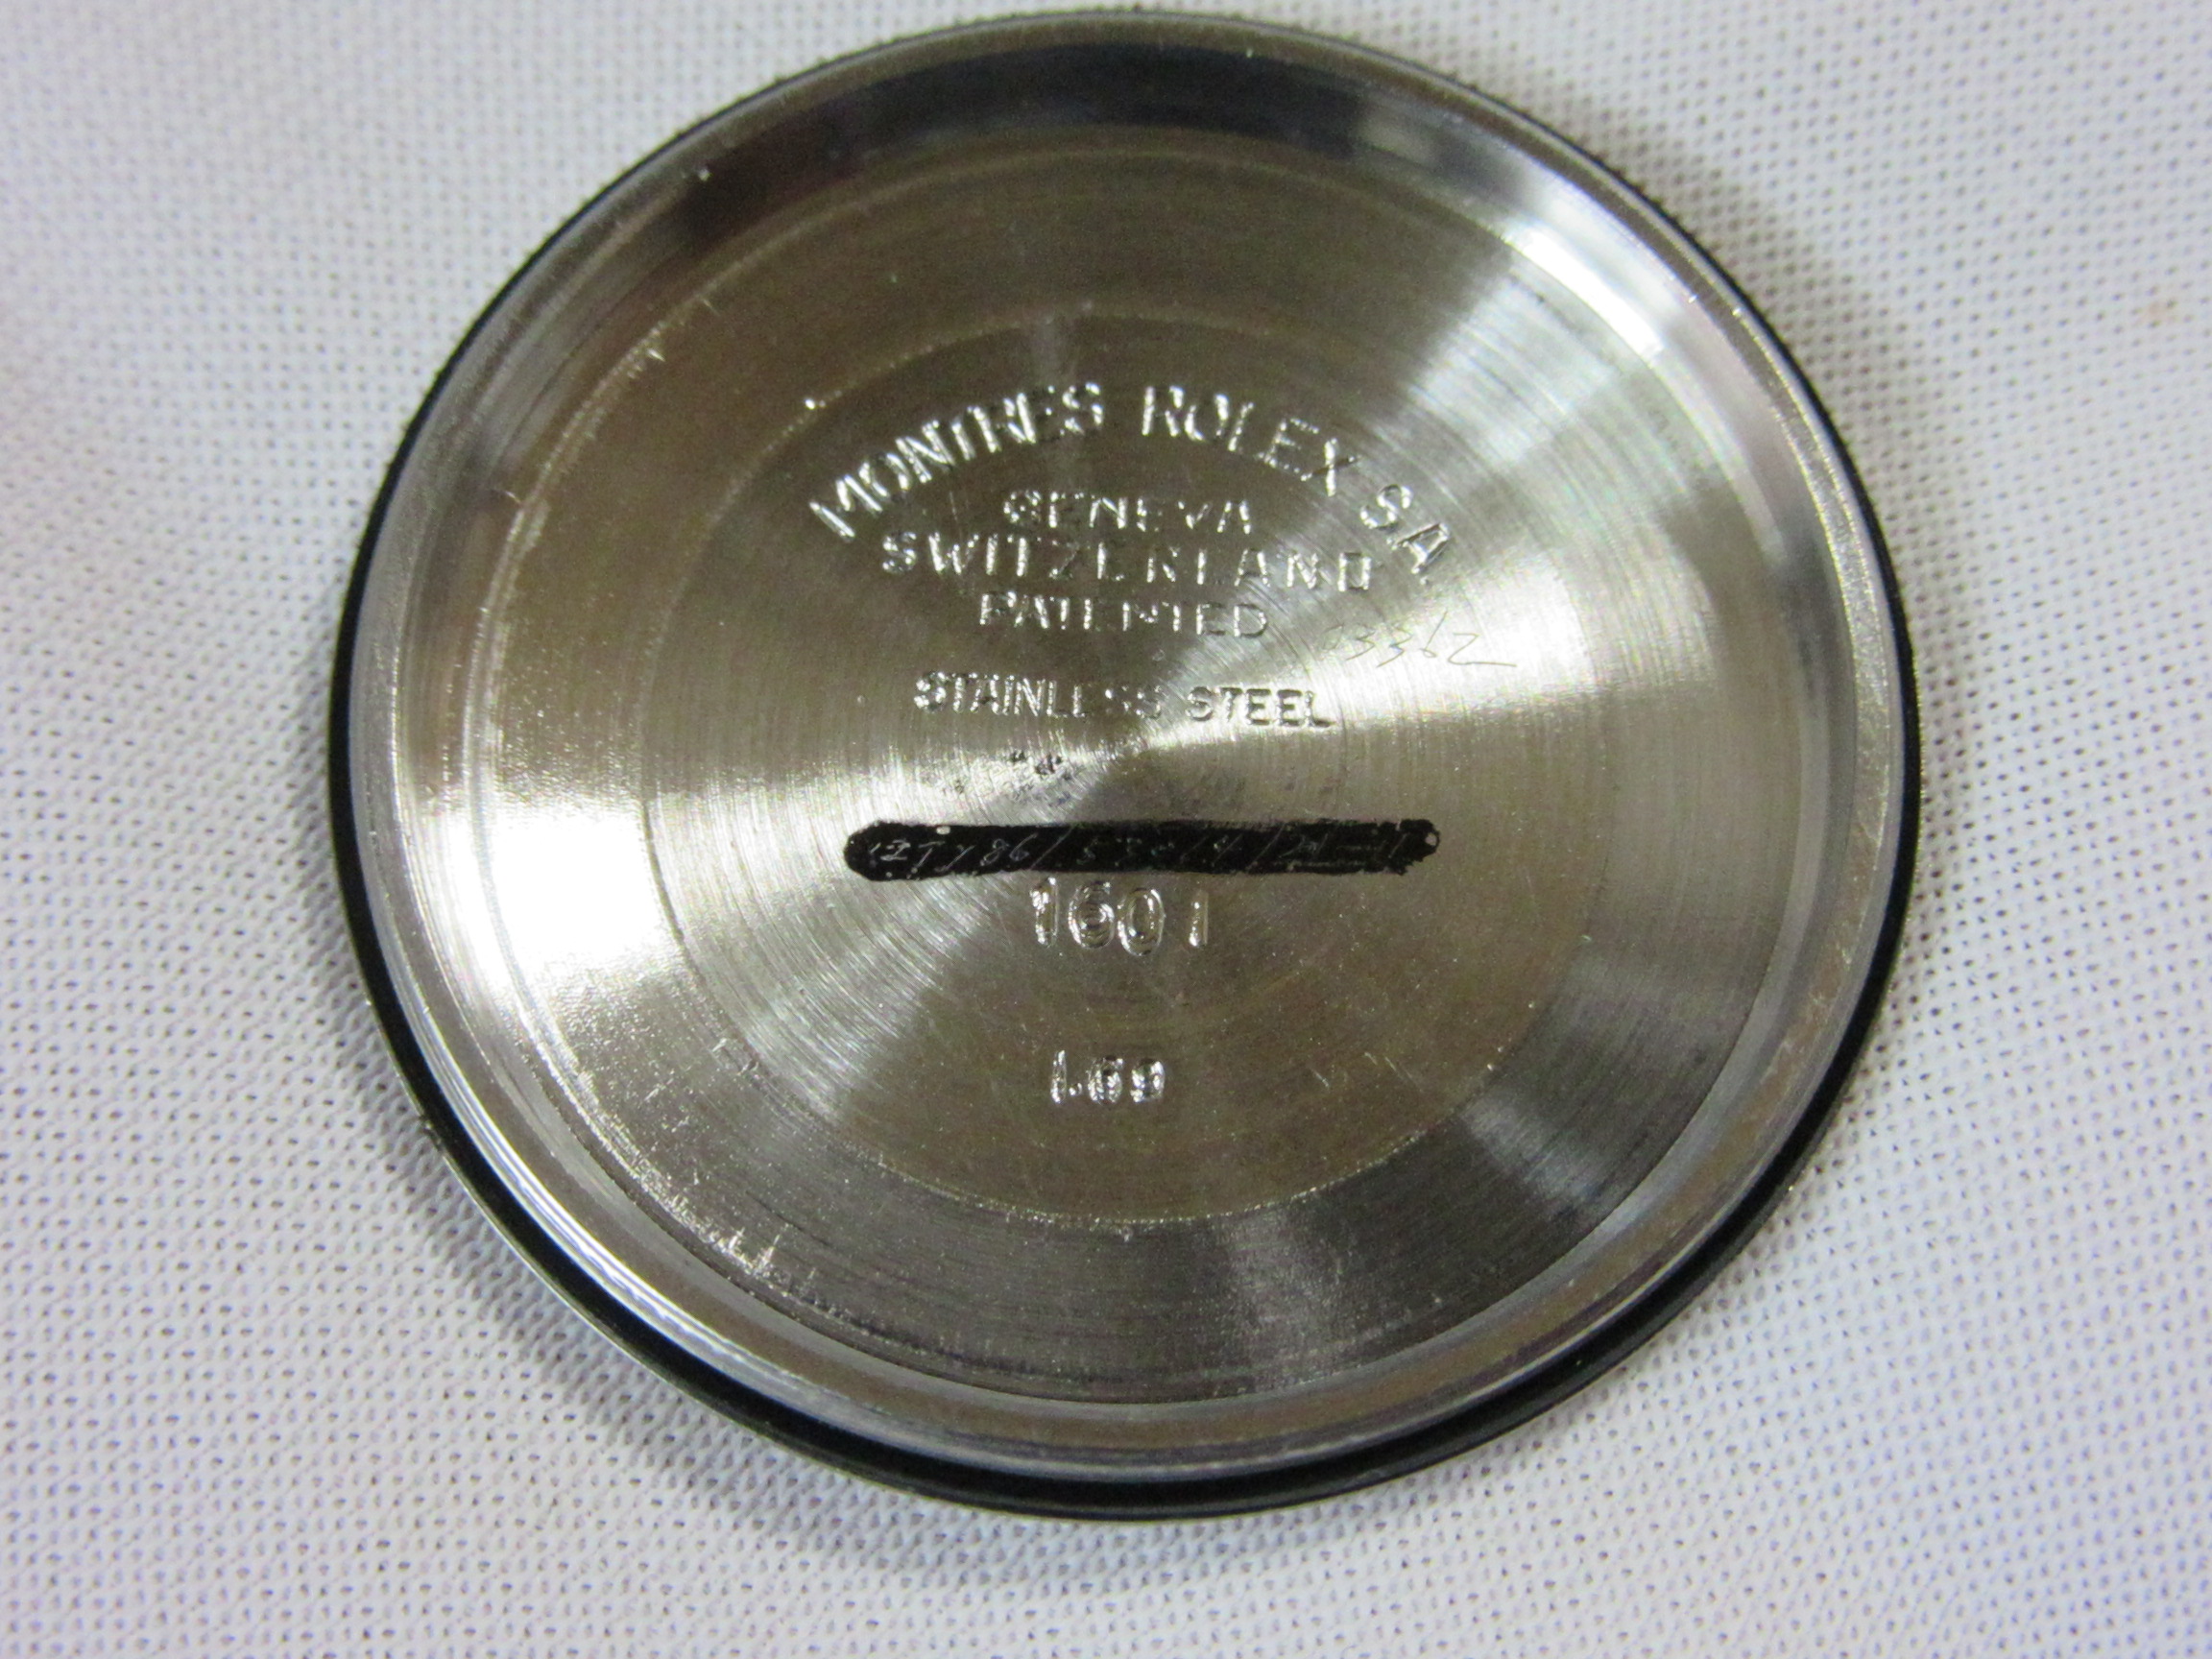 MONTRES ROLEX S.A.
GENEVA
SWITZERLAND
PATENTED
STAINLESS STEEL
1601
I.69